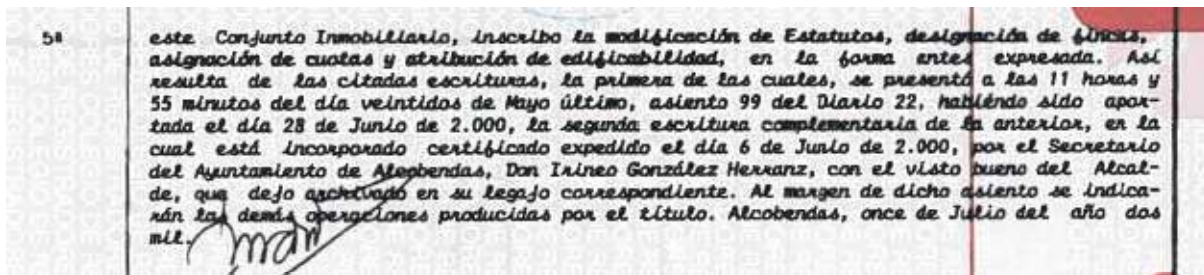 5ª
este Conjunto Inmobiliario, inscribo la modificación de Estatutos, designación de fincas,
asignación de cuotas y atribución de edificabilidad, en la forma antes expresada. Así
resulta de las citadas escrituras, la primera de las cuales, se presentó a las 11 horas y
55 minutos del día veintidos de Mayo último, asiento 99 del Diario 22, habiéndo sido apor-
tada el día 28 de Junio de 2.000, la segunda escritura complementaria de la anterior, en la
cual está incorporado certificado expedido el día 6 de Junio de 2.000, por el Secretario
del Ayuntamiento de Alcobendas, Don Irineo González Herranz, con el visto bueno del Alcal-
de, que dejo archivado en su legajo correspondiente. Al margen de dicho asiento se indica-
rán las demás operaciones producidas por el título. Alcobendas, once de Julio del año dos
mil.